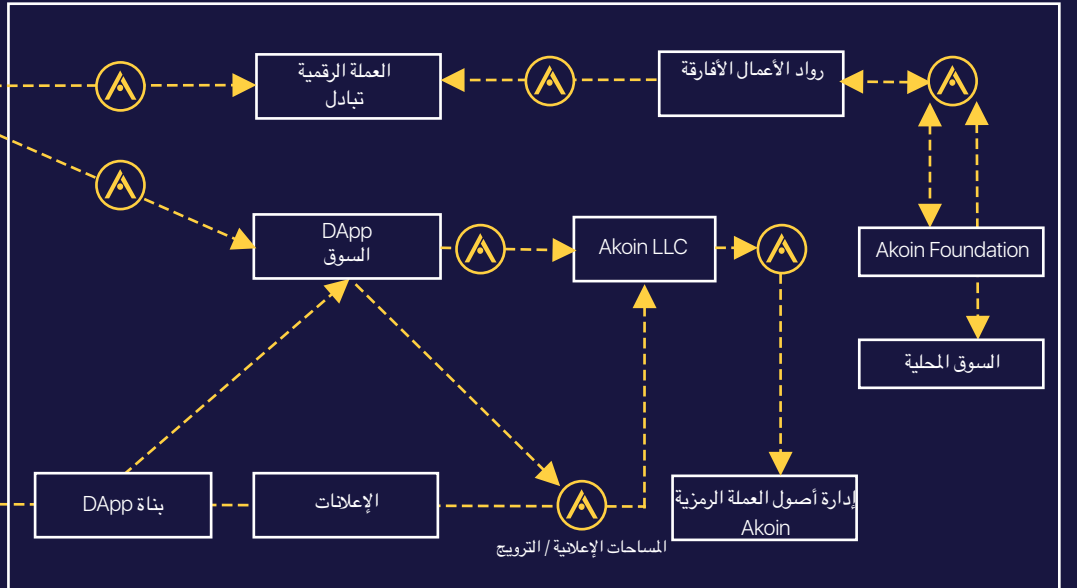 رواد الأعمال الأفارقة
العملة الرقمية
تبادل
DApp
السوق
Akoin LLC
Akoin Foundation
السوق المحلية
إدارة أصول العملة الرمزية
Akoin
الإعلانات
بناة DApp
المساحات الإعلانية / الترويج